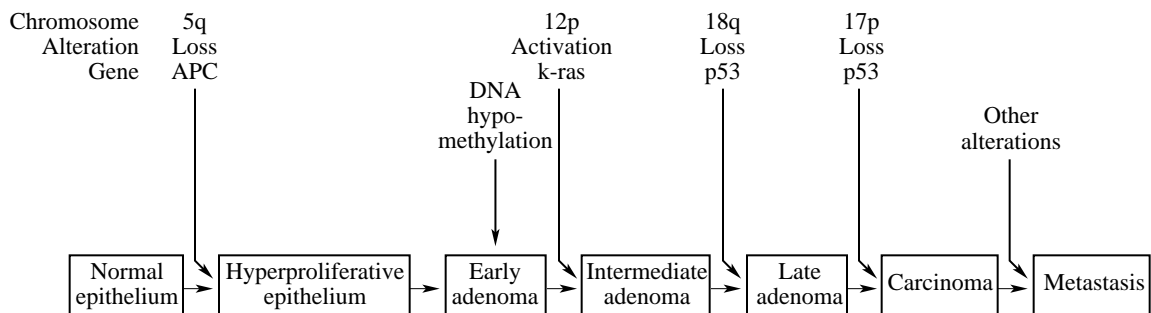 Chromosome 5q 12p 18q 17p
Alteration Loss Activation Loss Loss
Gene APC k-ras p53 p53
DNA
hypo-
methylation
Other
alterations
Normal
epithelium
Hyperproliferative
epithelium
Early
adenoma
Intermediate
adenoma
Late
adenoma
Carcinoma
Metastasis